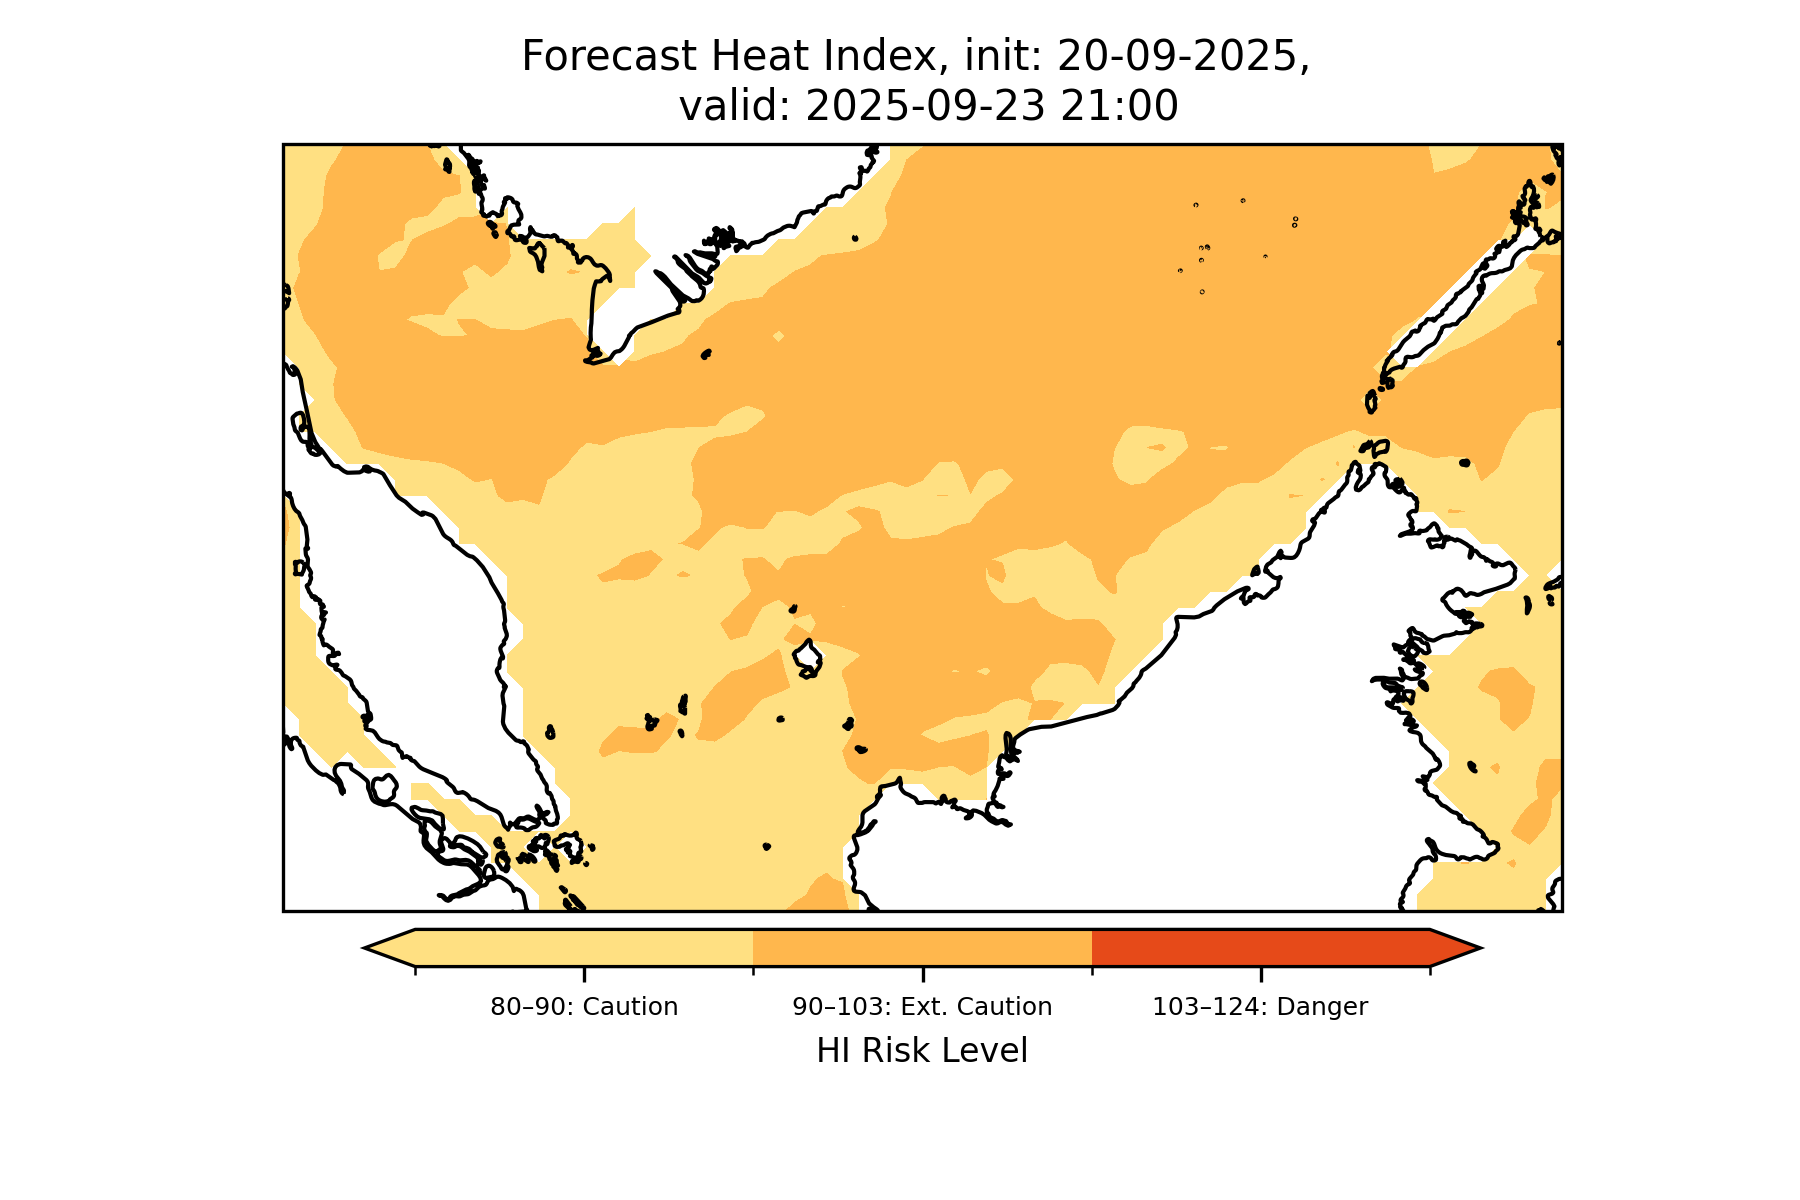 Forecast Heat Index, init: 20-09-2025,
valid: 2025-09-23 21:00
80–90: Caution
90–103: Ext. Caution
103–124: Danger
HI Risk Level